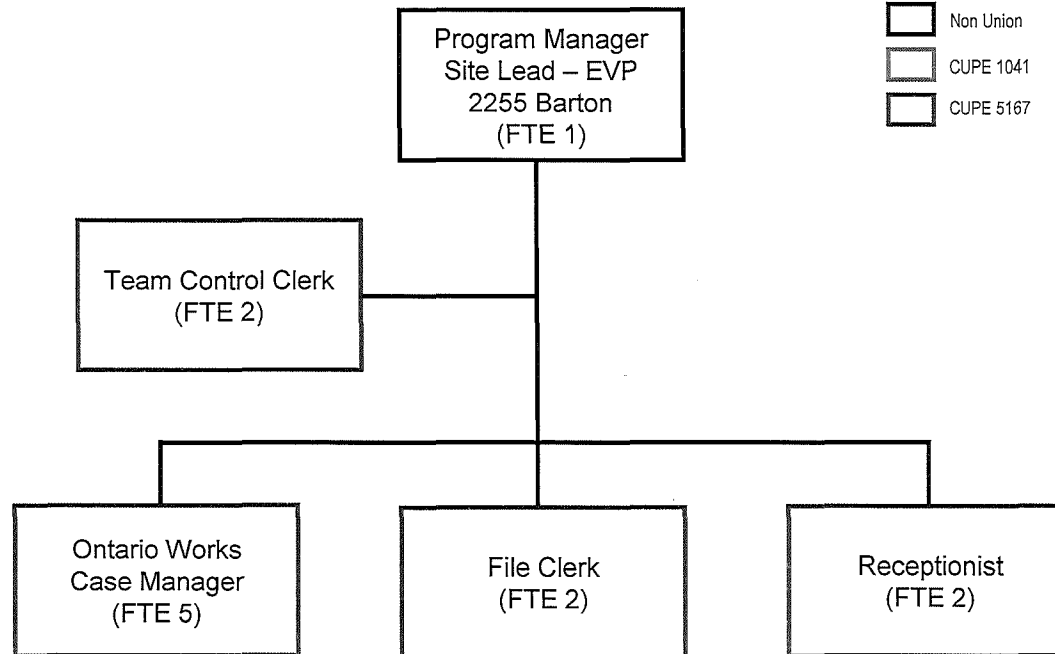 Program Manager
Site Lead – EVP
2255 Barton
(FTE 1)
Non Union
CUPE 1041
CUPE 5167
Team Control Clerk
(FTE 2)
Ontario Works
Case Manager
(FTE 5)
File Clerk
(FTE 2)
Receptionist
(FTE 2)